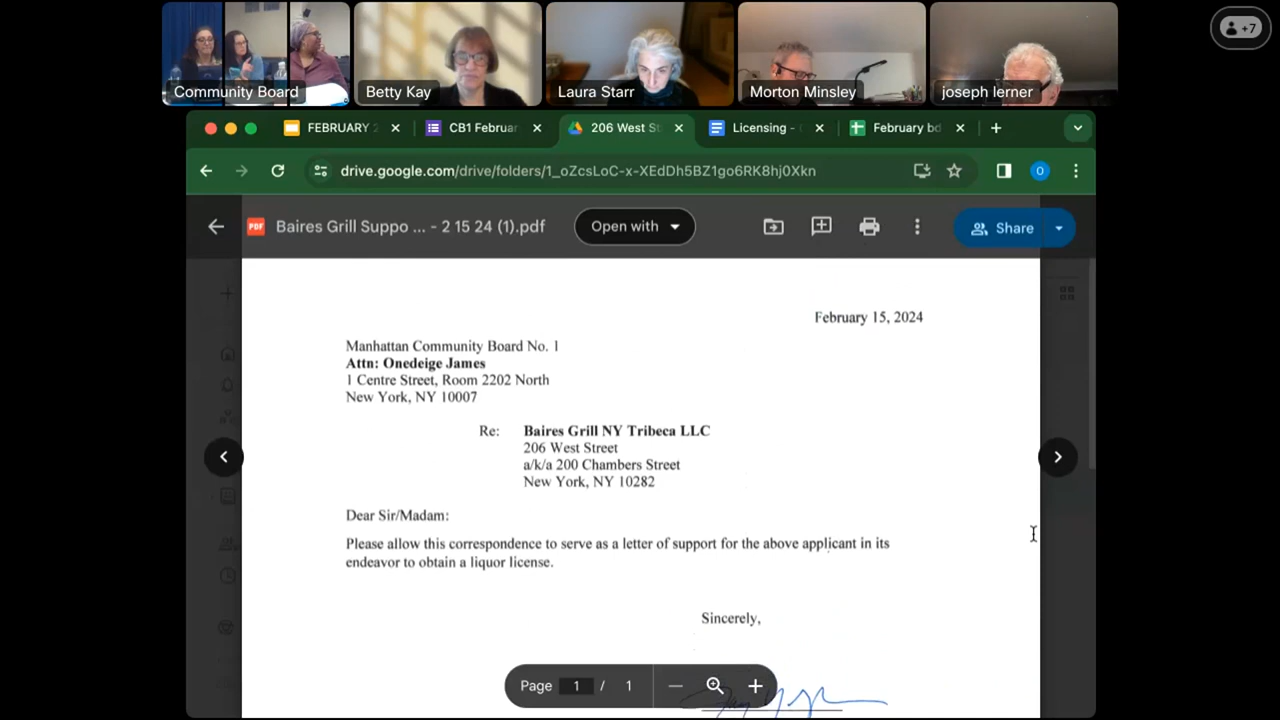 +7
Community Board
Betty Kay
Laura Starr
Morton Minsley
joseph lerner
FEBRUARY 2
CB1 Februar
206 West St
Licensing -
February bd
drive.google.com/drive/folders/1_oZcsLoC-x-XEdDh5BZ1go6RK8hj0Xkn
O
PDF
Baires Grill Suppo ... - 2 15 24 (1).pdf
Open with
Share
February 15, 2024
Manhattan Community Board No. 1
Attn: Onedeige James
1 Centre Street, Room 2202 North
New York, NY 10007
Re: Baires Grill NY Tribeca LLC
206 West Street
a/k/a 200 Chambers Street
New York, NY 10282
Dear Sir/Madam:
Please allow this correspondence to serve as a letter of support for the above applicant in its
endeavor to obtain a liquor license.
Sincerely,
Page 1 / 1